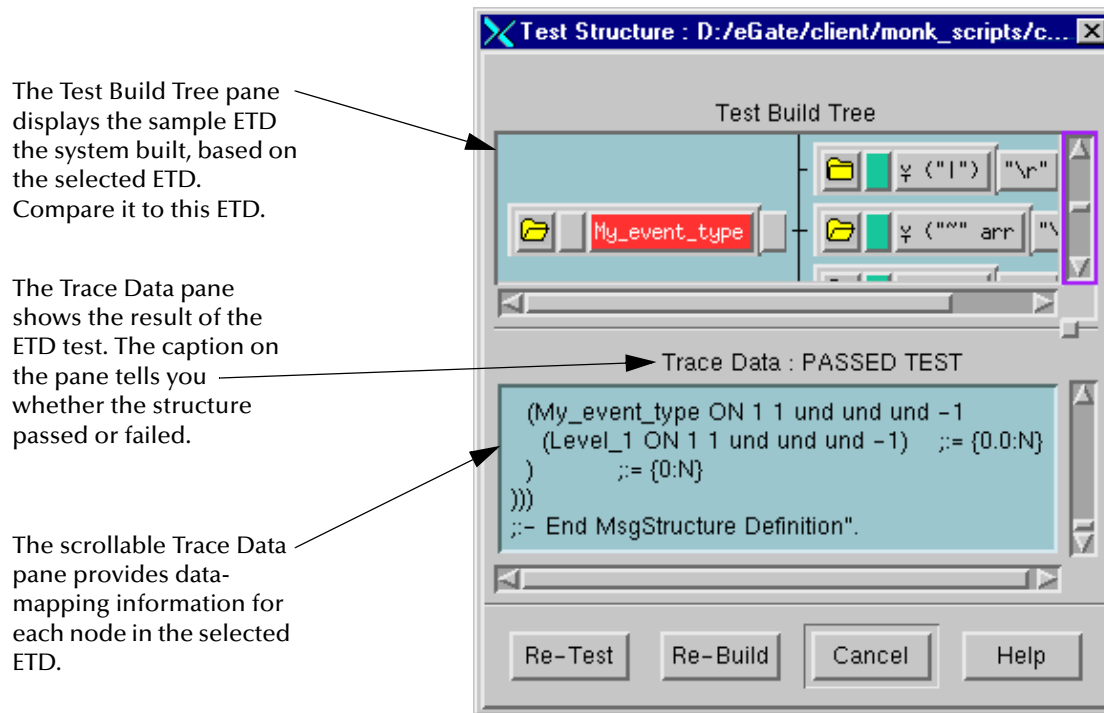 Test Structure : D:/eGate/client/monk_scripts/c...
The Test Build Tree pane
displays the sample ETD
the system built, based on
the selected ETD.
Compare it to this ETD.
Test Build Tree
("|") "\r"
My_event_type
("~" arr "\
The Trace Data pane
shows the result of the
ETD test. The caption on
the pane tells you
whether the structure
passed or failed.
Trace Data : PASSED TEST
(My_event_type ON 1 1 und und und -1
(Level_1 ON 1 1 und und und -1) ;:= {0.0:N}
) ;:= {0:N}
)))
;:- End MsgStructure Definition".
The scrollable Trace Data
pane provides data-
mapping information for
each node in the selected
ETD.
Re-Test Re-Build Cancel Help